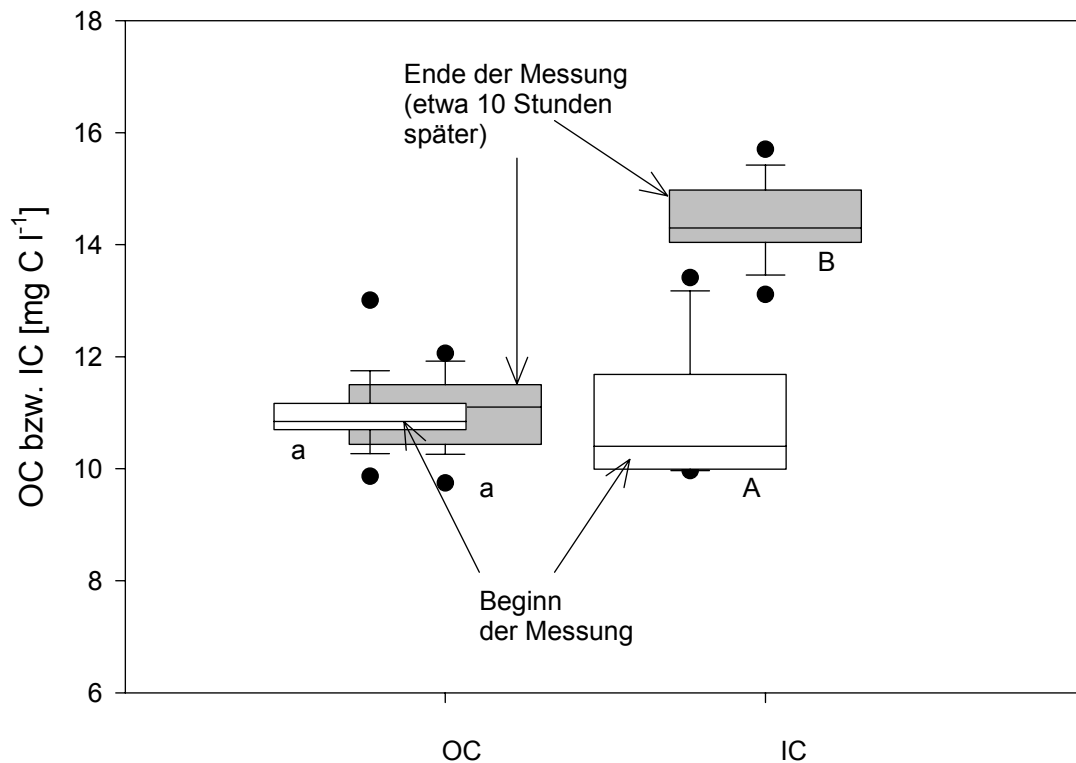 OC bzw. IC [mg C l-1]
18
16
14
12
10
8
6
Ende der Messung
(etwa 10 Stunden
später)
B
a
a
A
Beginn
der Messung
OC
IC